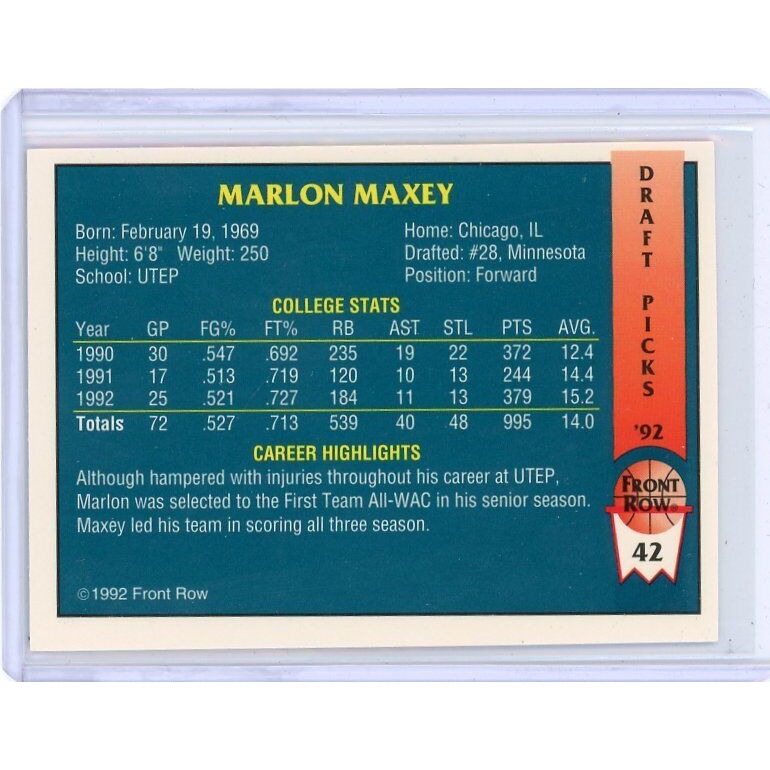 MARLON MAXEY
Born: February 19, 1969 Home: Chicago, IL
Height: 6'8" Weight: 250 Drafted: #28, Minnesota
School: UTEP Position: Forward
COLLEGE STATS
Year GP FG% FT% RB AST STL PTS AVG.
1990 30 .547 .692 235 19 22 372 12.4
1991 17 .513 .719 120 10 13 244 14.4
1992 25 .521 .727 184 11 13 379 15.2
Totals 72 .527 .713 539 40 48 995 14.0
CAREER HIGHLIGHTS
Although hampered with injuries throughout his career at UTEP,
Marlon was selected to the First Team All-WAC in his senior season.
Maxey led his team in scoring all three season.
©1992 Front Row
DRAFT PICKS '92
FRONT
ROW®
42